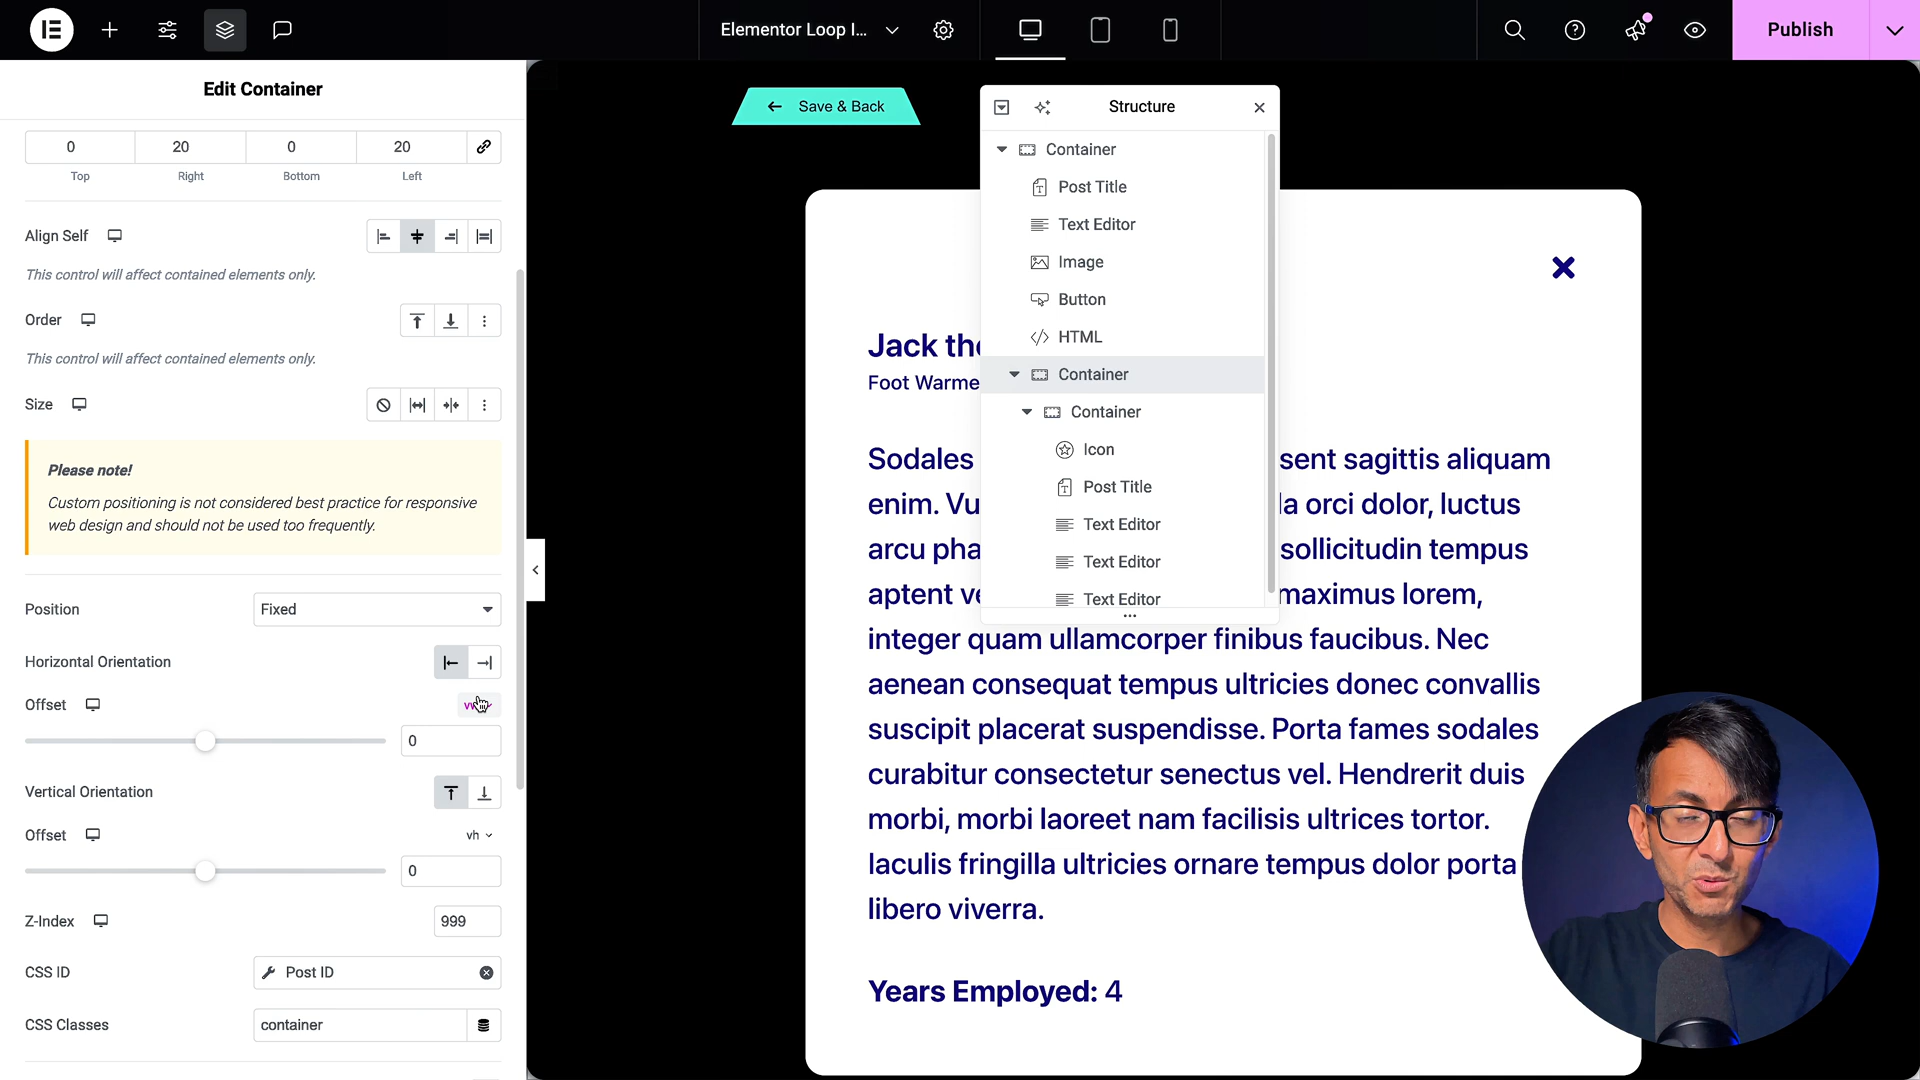 Elementor Loop I...
Publish
Edit Container
0 20 0 20
Top Right Bottom Left
Align Self
This control will affect contained elements only.
Order
This control will affect contained elements only.
Size
Please note!
Custom positioning is not considered best practice for responsive
web design and should not be used too frequently.
Position
Fixed
Horizontal Orientation
Offset
0
Vertical Orientation
Offset
vh
0
Z-Index
999
CSS ID
Post ID
CSS Classes
container
Save & Back
Structure
Container
Post Title
Text Editor
Image
Button
HTML
Container
Container
Icon
Post Title
Text Editor
Text Editor
Text Editor
Jack the
Foot Warme
Sodales sent sagittis aliquam
enim. Vu la orci dolor, luctus
arcu pha sollicitudin tempus
aptent ve maximus lorem,
integer quam ullamcorper finibus faucibus. Nec
aenean consequat tempus ultricies donec convallis
suscipit placerat suspendisse. Porta fames sodales
curabitur consectetur senectus vel. Hendrerit duis
morbi, morbi laoreet nam facilisis ultrices tortor.
Iaculis fringilla ultricies ornare tempus dolor porta
libero viverra.
Years Employed: 4